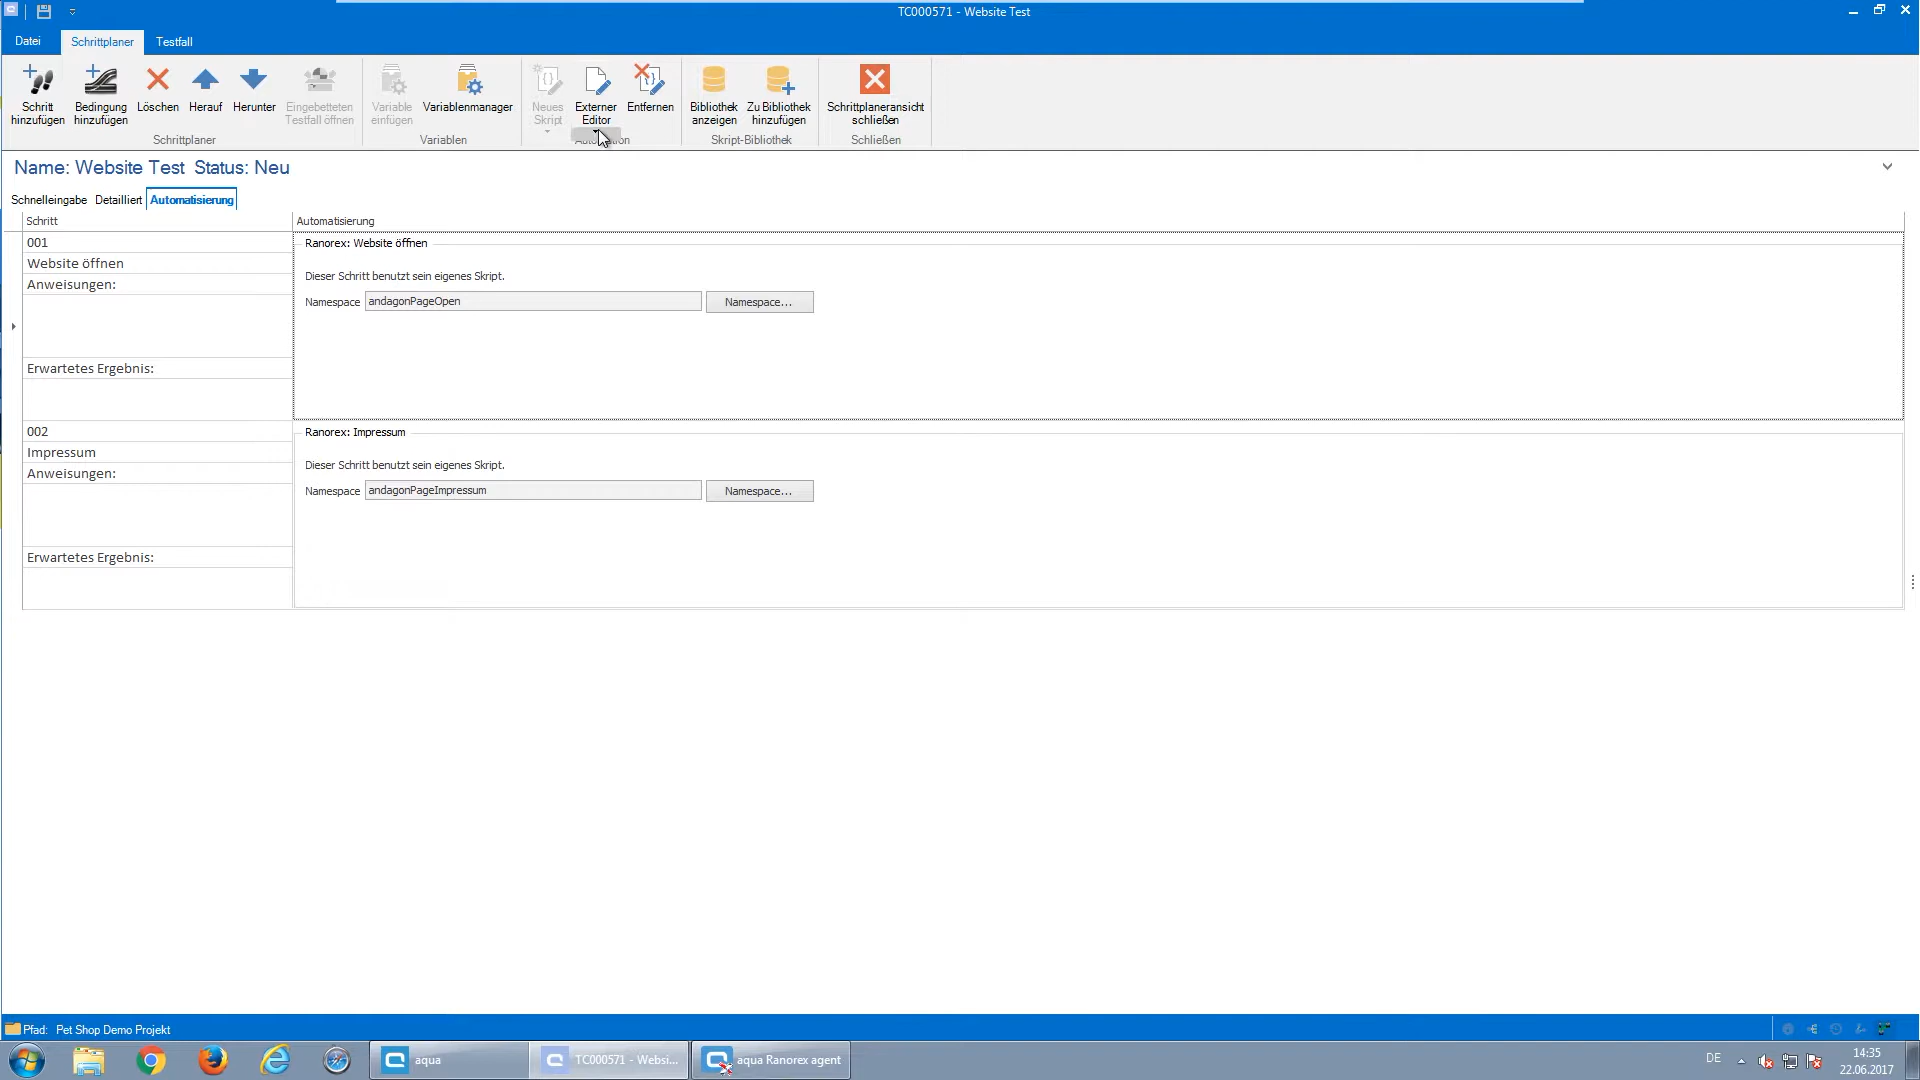 TC000571 - Website Test
Datei
Schrittplaner
Testfall
Schritt
hinzufügen
Bedingung
hinzufügen
Löschen
Herauf
Herunter
Eingebetteten
Testfall öffnen
Schrittplaner
Variable
einfügen
Variablenmanager
Variablen
Neues
Skript
Externer
Editor
Entfernen
Bibliothek
anzeigen
Zu Bibliothek
hinzufügen
Skript-Bibliothek
Schrittplaneransicht
schließen
Schließen
Name: Website Test Status: Neu
Schnelleingabe Detailliert Automatisierung
Schritt
Automatisierung
001
Website öffnen
Anweisungen:
Erwartetes Ergebnis:
Ranorex: Website öffnen
Dieser Schritt benutzt sein eigenes Skript.
Namespace andagonPageOpen Namespace...
002
Impressum
Anweisungen:
Erwartetes Ergebnis:
Ranorex: Impressum
Dieser Schritt benutzt sein eigenes Skript.
Namespace andagonPageImpressum Namespace...
Pfad: Pet Shop Demo Projekt
aqua
TC000571 - Websi...
aqua Ranorex agent
DE
14:35
22.06.2017